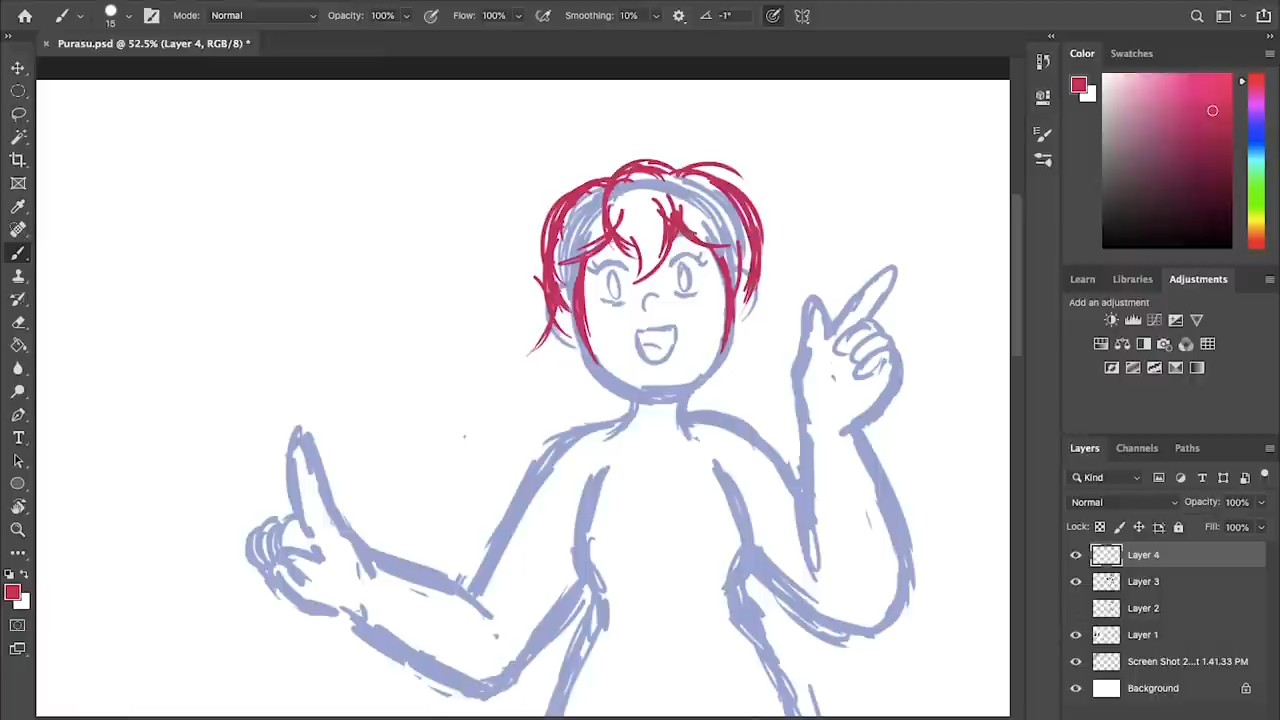 15 Mode: Normal Opacity: 100% Flow: 100% Smoothing: 10% -1°
Purasu.psd @ 52.5% (Layer 4, RGB/8) *
Color Swatches
Learn Libraries Adjustments
Add an adjustment
Layers Channels Paths
Kind
Normal Opacity: 100%
Lock: Fill: 100%
Layer 4
Layer 3
Layer 2
Layer 1
Screen Shot 2...t 1.41.33 PM
Background